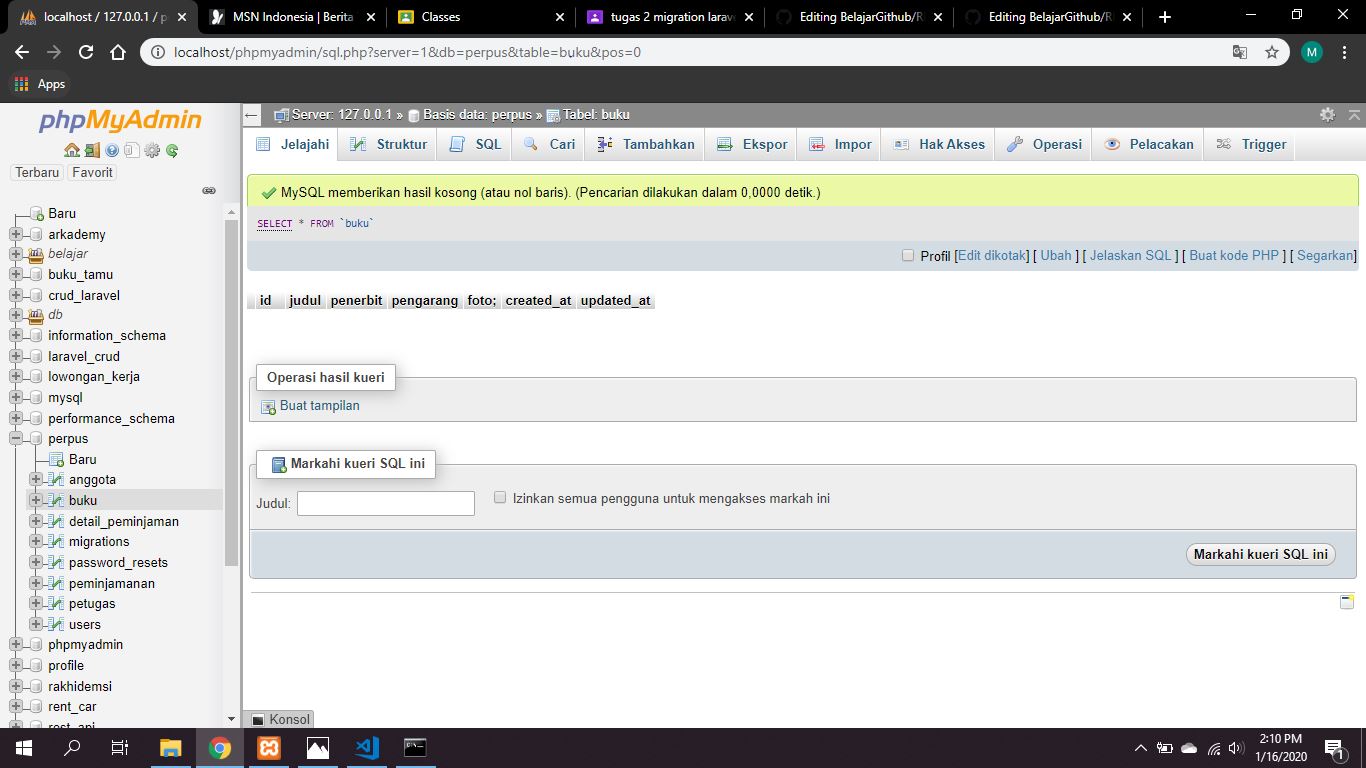 localhost / 127.0.0.1 / p
MSN Indonesia | Berita
Classes
tugas 2 migration larave
Editing BelajarGithub/R
Editing BelajarGithub/R
localhost/phpmyadmin/sql.php?server=1&db=perpus&table=buku&pos=0
M
Apps
phpMyAdmin
Terbaru
Favorit
Baru
arkademy
belajar
buku_tamu
crud_laravel
db
information_schema
laravel_crud
lowongan_kerja
mysql
performance_schema
perpus
Baru
anggota
buku
detail_peminjaman
migrations
password_resets
peminjamanan
petugas
users
phpmyadmin
profile
rakhidemsi
rent_car
rest_api
Server: 127.0.0.1 » Basis data: perpus » Tabel: buku
Jelajahi Struktur SQL Cari Tambahkan Ekspor Impor Hak Akses Operasi Pelacakan Trigger
MySQL memberikan hasil kosong (atau nol baris). (Pencarian dilakukan dalam 0,0000 detik.)
SELECT * FROM `buku`
Profil [Edit dikotak] [ Ubah ] [ Jelaskan SQL ] [ Buat kode PHP ] [ Segarkan]
id judul penerbit pengarang foto; created_at updated_at
Operasi hasil kueri
Buat tampilan
Markahi kueri SQL ini
Judul: Izinkan semua pengguna untuk mengakses markah ini
Markahi kueri SQL ini
Konsol
2:10 PM
1/16/2020
1